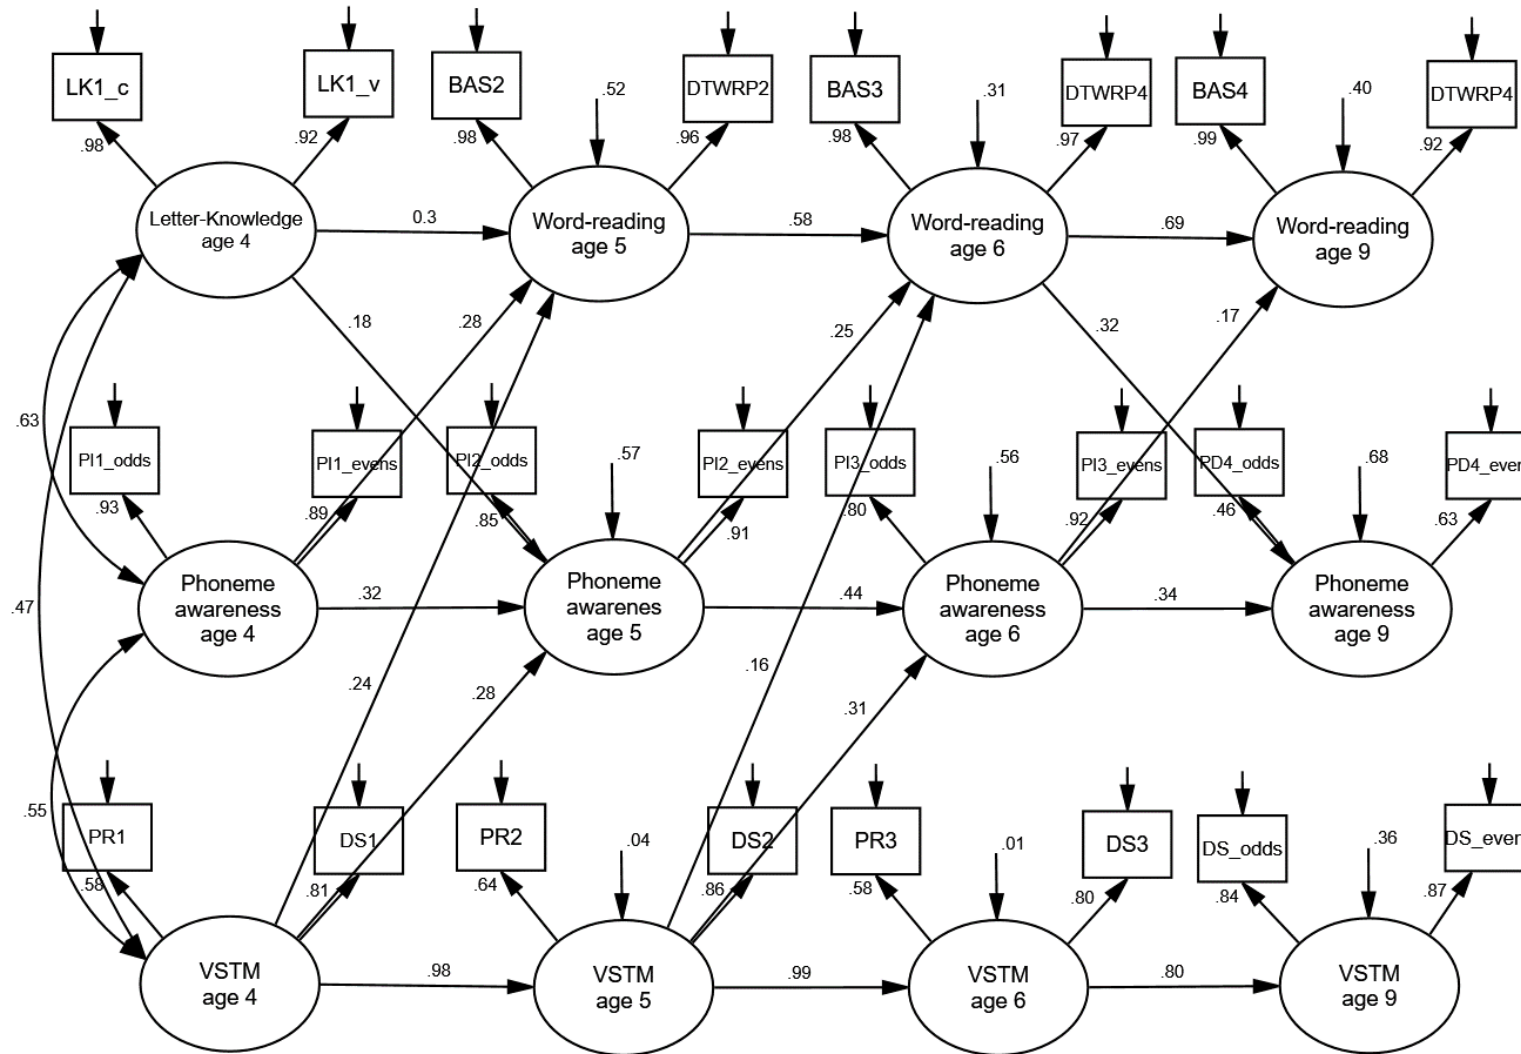 LK1_c
LK1_v
BAS2
DTWRP2
BAS3
DTWRP4
BAS4
DTWRP4
.98
.92
.98
.52
.96
.98
.31
.97
.99
.40
.92
Letter-Knowledge
age 4
0.3
Word-reading
age 5
.58
Word-reading
age 6
.69
Word-reading
age 9
.18
.28
.25
.32
.17
.63
PI1_odds
PI1_evens
PI2_odds
.57
PI2_evens
PI3_odds
.56
PI3_evens
PD4_odds
.68
PD4_even
.93
.89
.85
.91
.80
.92
.46
.63
Phoneme
awareness
age 4
.32
Phoneme
awarenes
age 5
.44
Phoneme
awareness
age 6
.34
Phoneme
awareness
age 9
.47
.24
.28
.16
.31
.55
PR1
DS1
PR2
.04
DS2
PR3
.01
DS3
DS_odds
.36
DS_even
.58
.81
.64
.86
.58
.80
.84
.87
VSTM
age 4
.98
VSTM
age 5
.99
VSTM
age 6
.80
VSTM
age 9